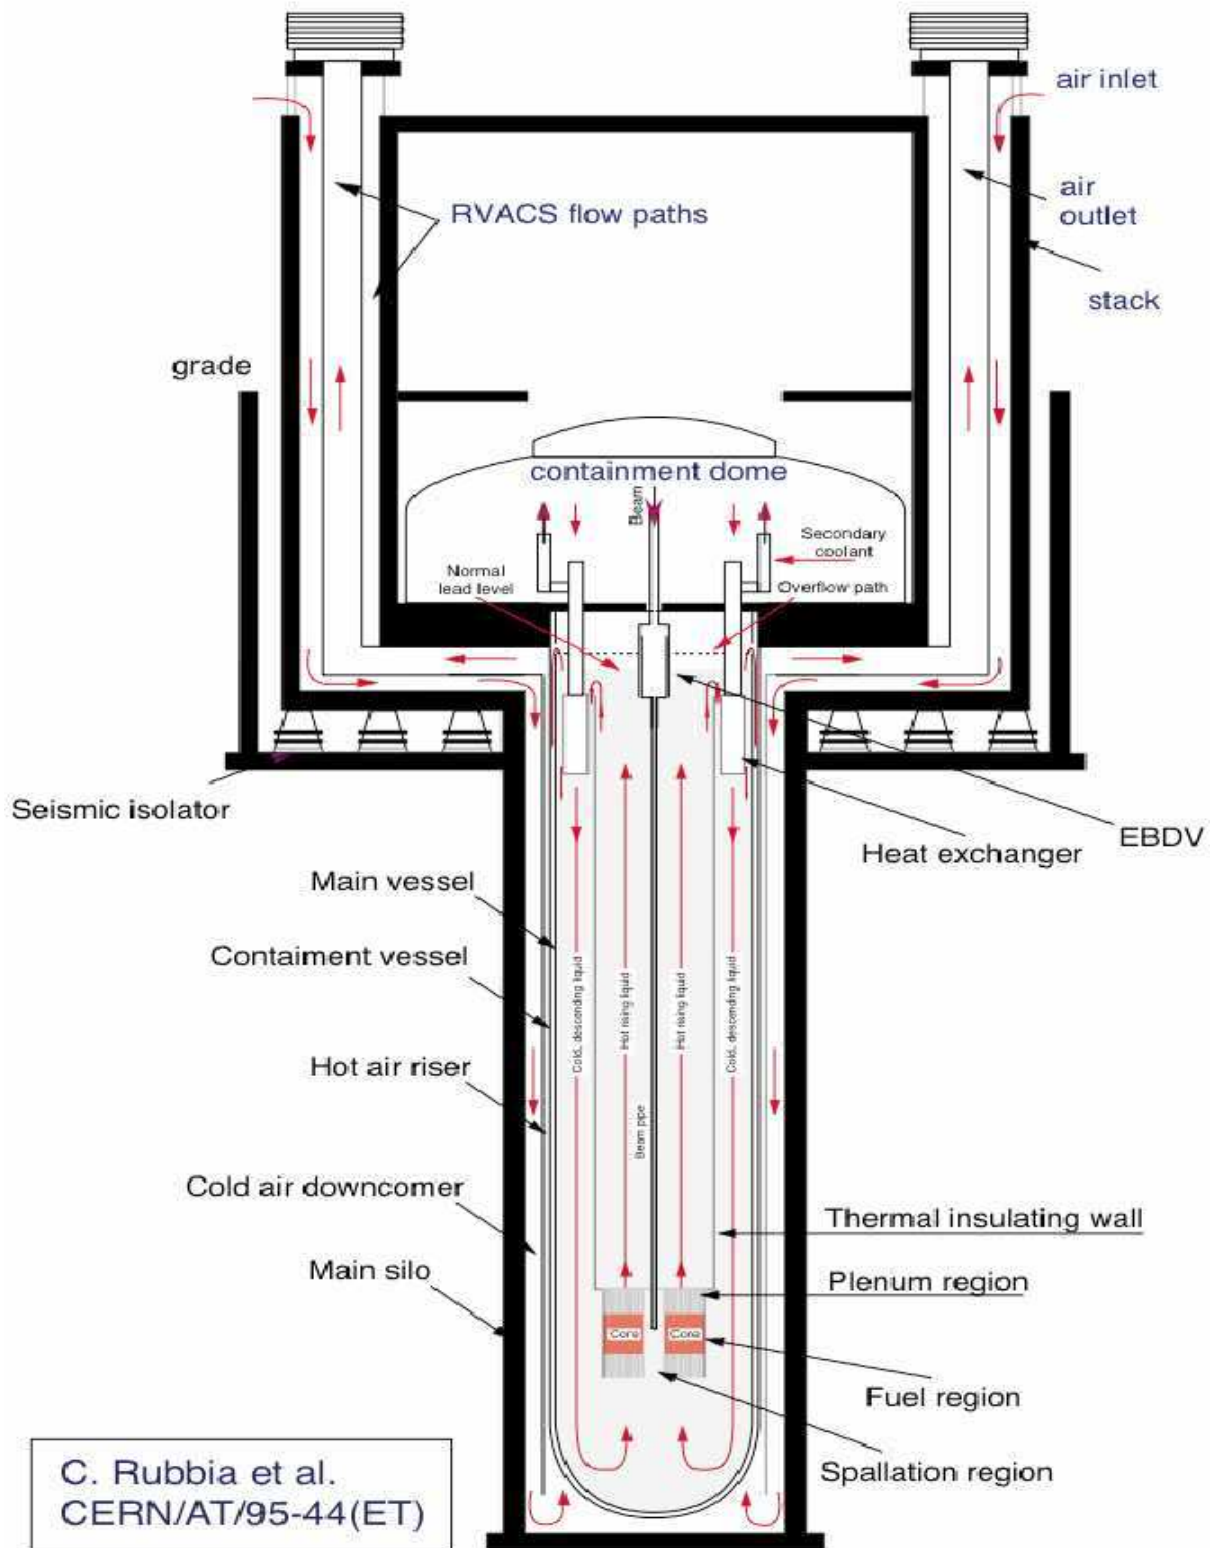 air inlet
RVACS flow paths
air
outlet
stack
grade
containment dome
Beam
Secondary
coolant
Normal
lead level
Overflow path
Seismic isolator
EBDV
Heat exchanger
Main vessel
Contaiment vessel
Hot air riser
Cold air downcomer
Main silo
Cold, descending liquid
Hot rising liquid
Hot rising liquid
Cold, descending liquid
Beam pipe
Thermal insulating wall
Plenum region
Core
Core
Fuel region
Spallation region
C. Rubbia et al.
CERN/AT/95-44(ET)